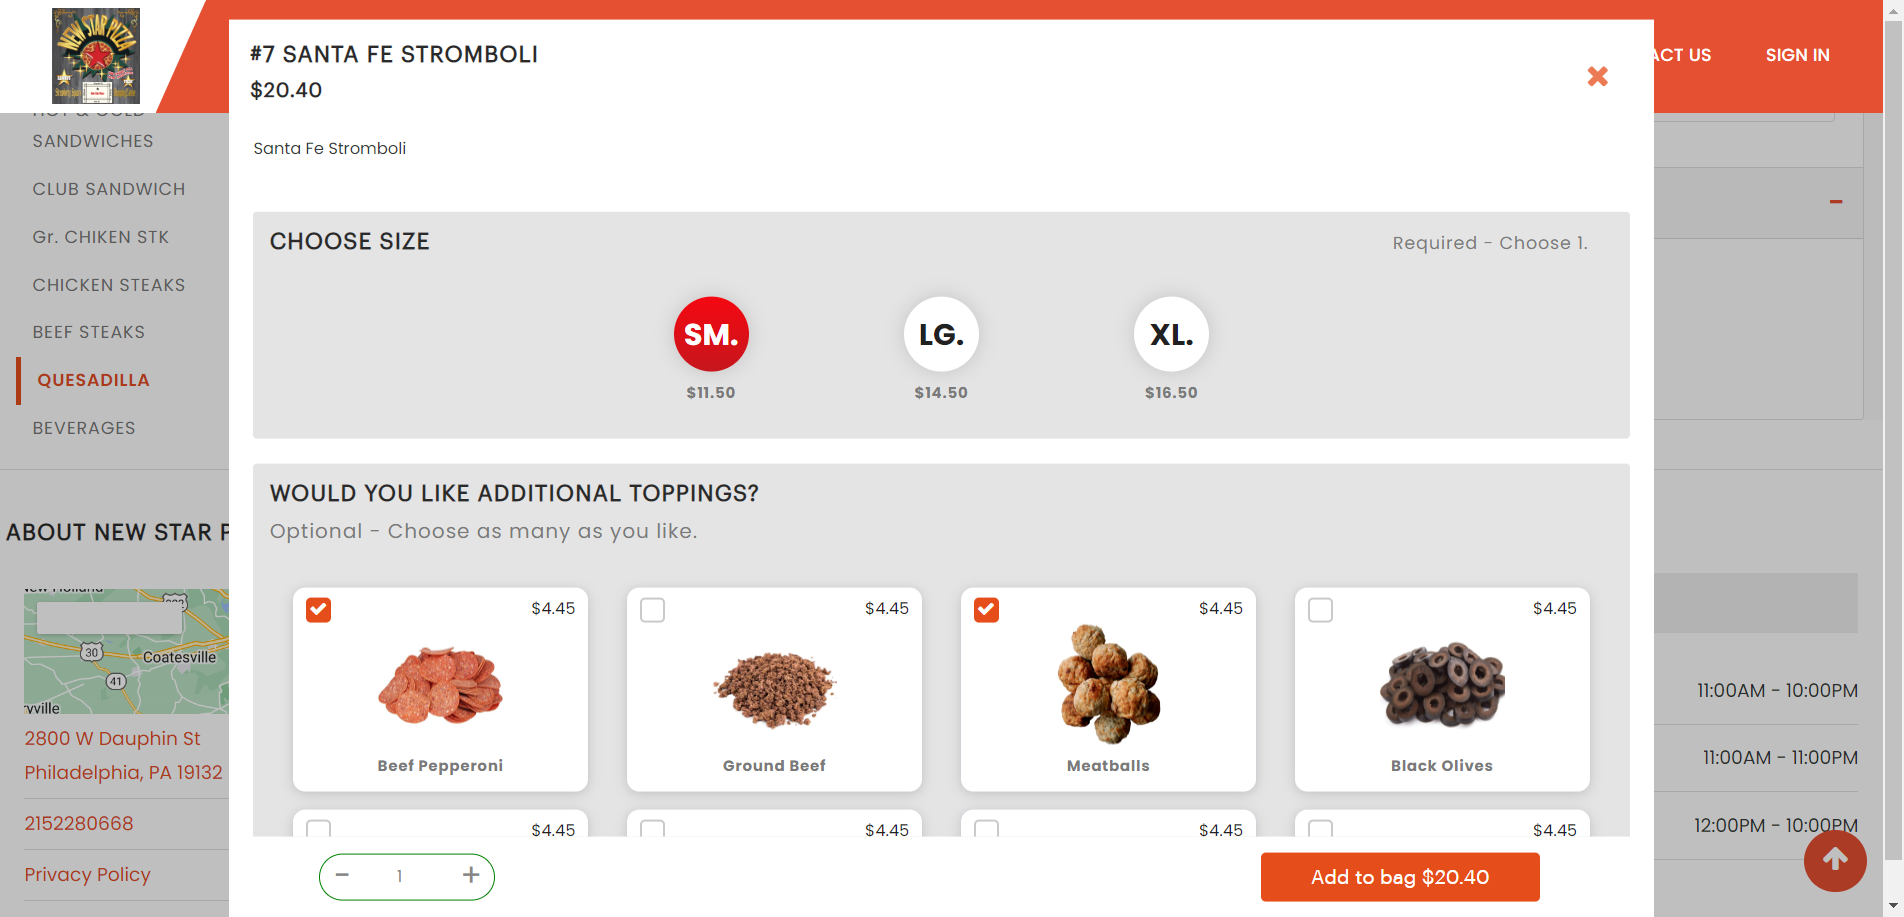 NEW STAR PIZZA
ACT US
SIGN IN
#7 SANTA FE STROMBOLI
$20.40
Santa Fe Stromboli
SANDWICHES
CLUB SANDWICH
Gr. CHIKEN STK
CHICKEN STEAKS
BEEF STEAKS
QUESADILLA
BEVERAGES
CHOOSE SIZE
Required - Choose 1.
SM.
LG.
XL.
$11.50
$14.50
$16.50
WOULD YOU LIKE ADDITIONAL TOPPINGS?
Optional - Choose as many as you like.
ABOUT NEW STAR P
$4.45
$4.45
$4.45
$4.45
Beef Pepperoni
Ground Beef
Meatballs
Black Olives
$4.45
$4.45
$4.45
$4.45
30
Coatesville
41
2800 W Dauphin St
Philadelphia, PA 19132
2152280668
Privacy Policy
11:00AM - 10:00PM
11:00AM - 11:00PM
12:00PM - 10:00PM
1
Add to bag $20.40